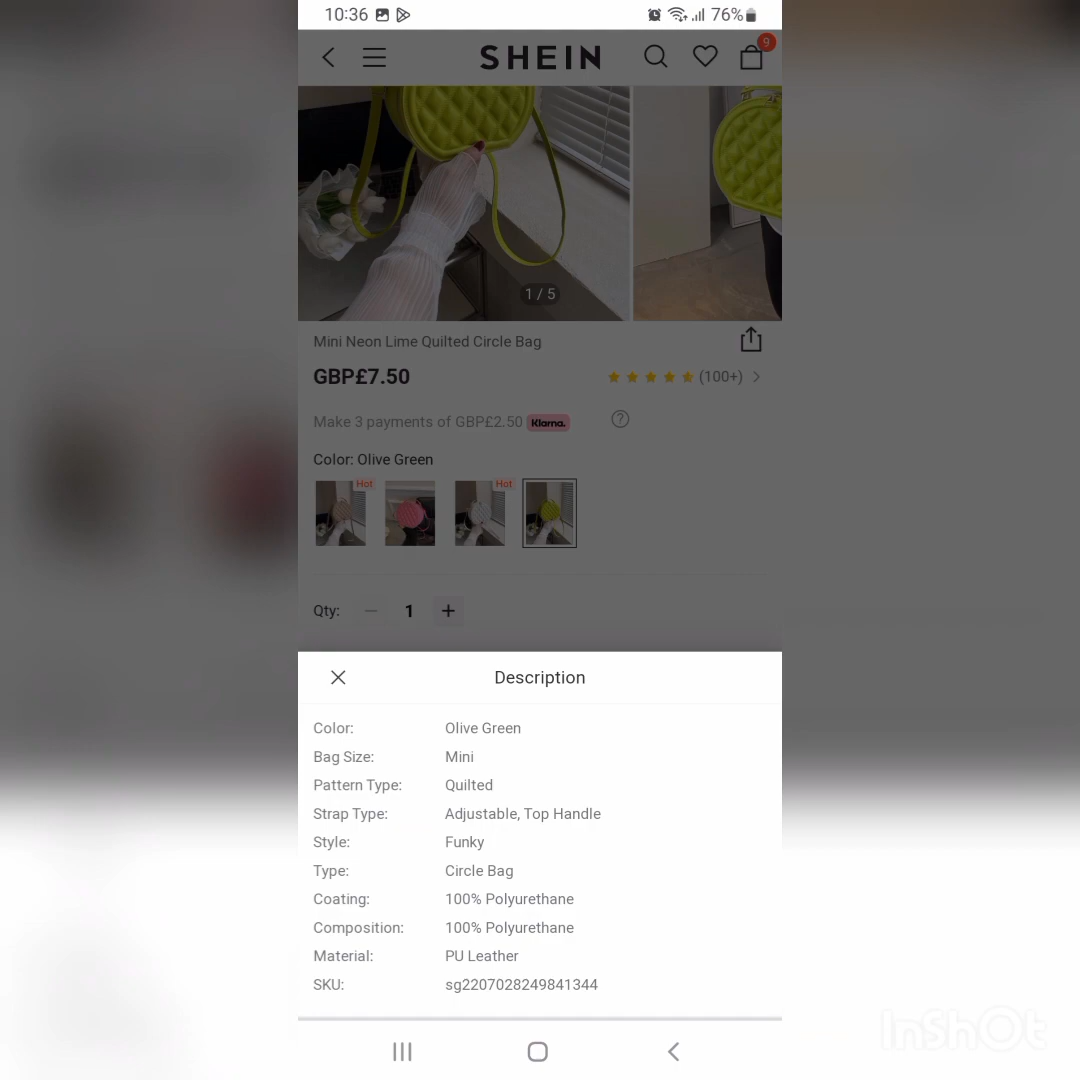 10:36 76%
SHEIN 9
1 / 5
Mini Neon Lime Quilted Circle Bag
GBP£7.50 (100+)
Make 3 payments of GBP£2.50 Klarna. ?
Color: Olive Green
Hot Hot
Qty: 1
Description
Color: Olive Green
Bag Size: Mini
Pattern Type: Quilted
Strap Type: Adjustable, Top Handle
Style: Funky
Type: Circle Bag
Coating: 100% Polyurethane
Composition: 100% Polyurethane
Material: PU Leather
SKU: sg2207028249841344
InShOt